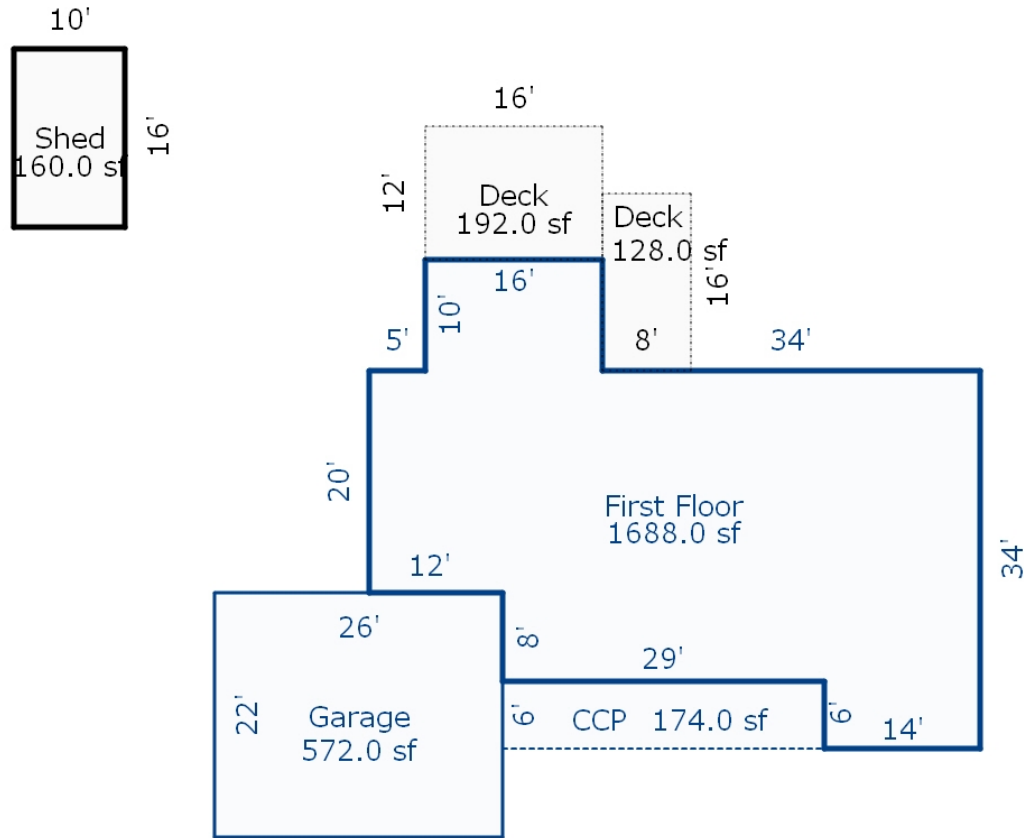 10'
Shed
160.0 sf
16'
16'
12'
Deck
192.0 sf
Deck
128.0 sf
16'
16'
10'
5'
8'
34'
20'
First Floor
1688.0 sf
34'
12'
26'
8'
29'
22'
Garage
572.0 sf
6'
CCP 174.0 sf
6'
14'